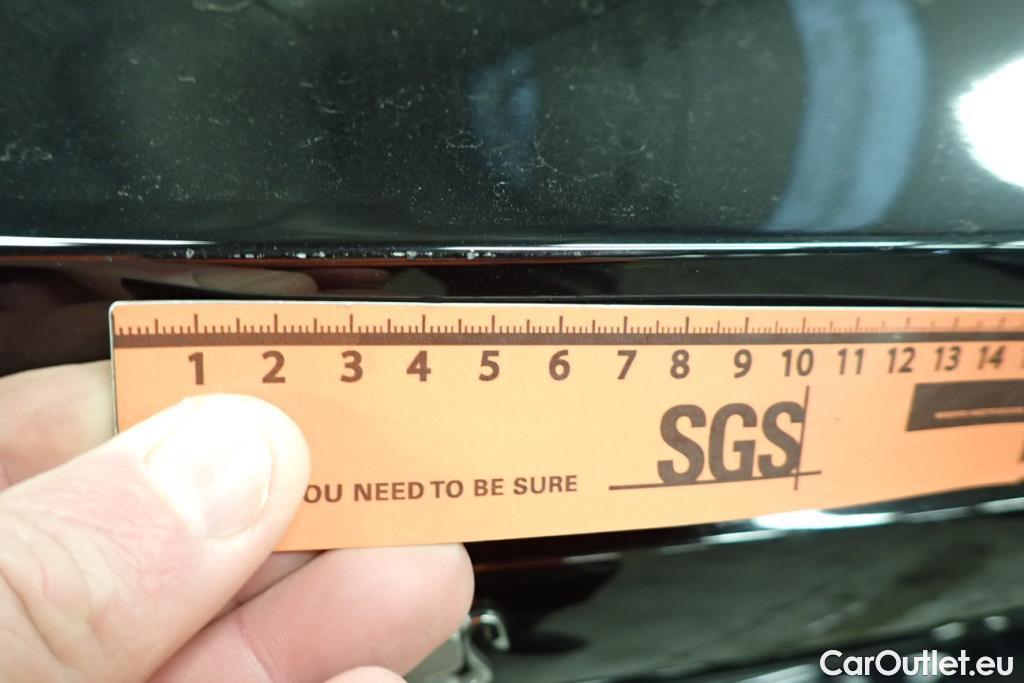 1 2 3 4 5 6 7 8 9 10 11 12 13 14
SGS
OU NEED TO BE SURE
CarOutlet.eu